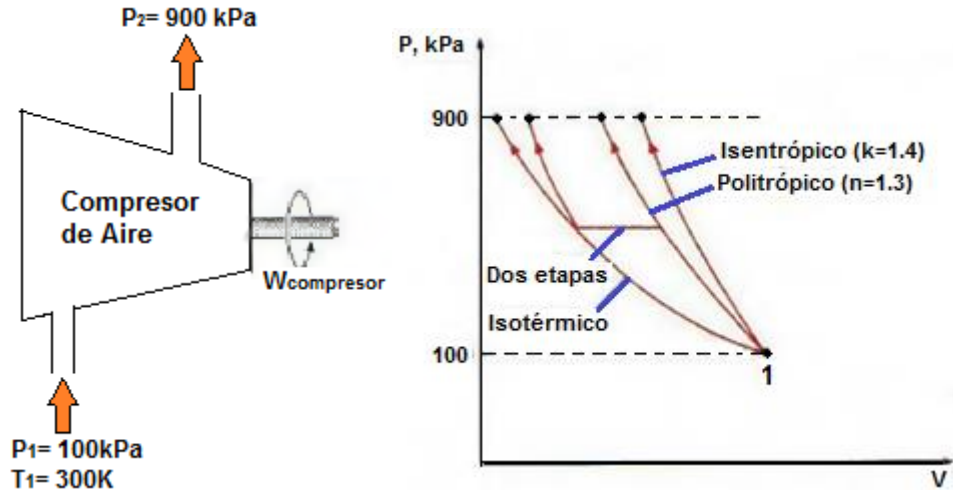 P2= 900 kPa
Compresor
de Aire
Wcompresor
P1= 100kPa
T1= 300K
P, kPa
900
Isentrópico (k=1.4)
Politrópico (n=1.3)
Dos etapas
Isotérmico
100
1
V